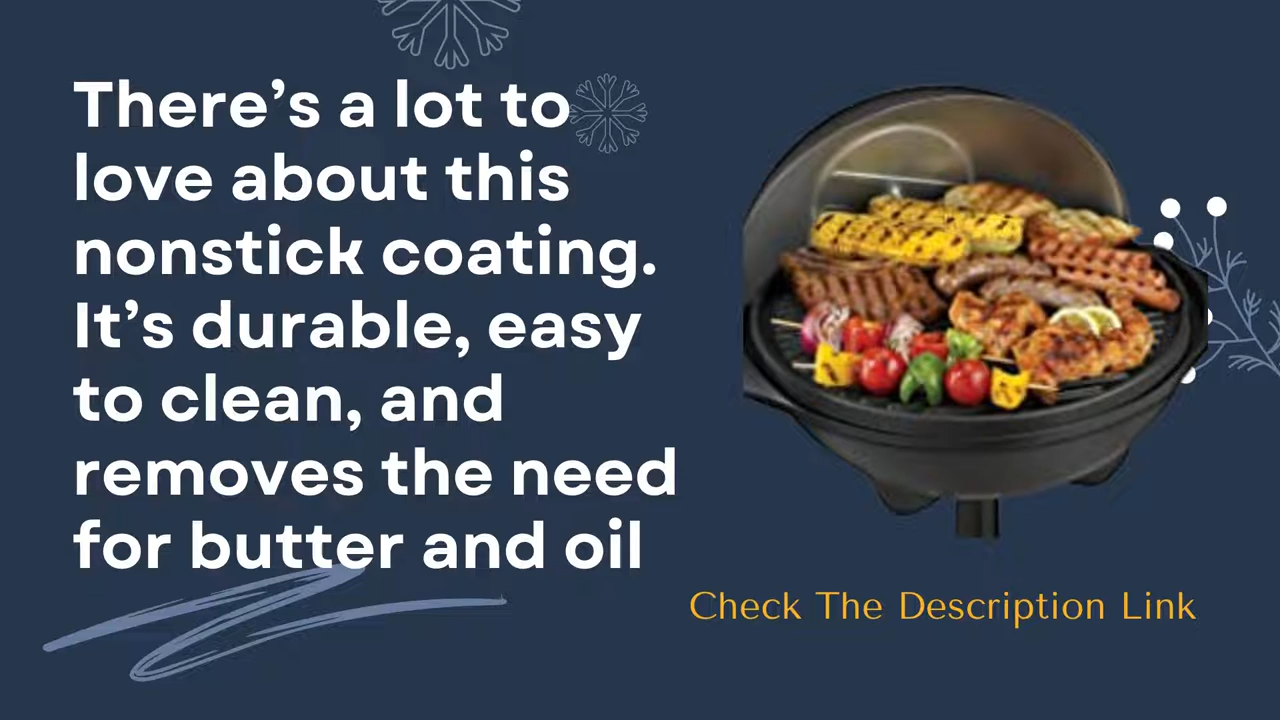 There’s a lot to
love about this
nonstick coating.
It’s durable, easy
to clean, and
removes the need
for butter and oil
Check The Description Link